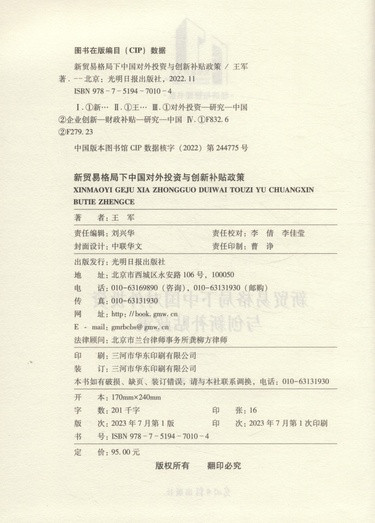 图书在版编目（CIP）数据
新贸易格局下中国对外投资与创新补贴政策 / 王军
著. -- 北京：光明日报出版社，2022.11
ISBN 978-7-5194-7010-4
Ⅰ.①新… Ⅱ.①王… Ⅲ.①对外投资—研究—中国
②企业创新—财政补贴—研究—中国 Ⅳ.①F832.6
②F279.23
中国版本图书馆 CIP 数据核字（2022）第 244775 号
新贸易格局下中国对外投资与创新补贴政策
XINMAOYI GEJU XIA ZHONGGUO DUIWAI TOUZI YU CHUANGXIN
BUTIE ZHENGCE
著 者：王 军
责任编辑：刘兴华 责任校对：李 倩 李佳莹
封面设计：中联华文 责任印制：曹 诤
出版发行：光明日报出版社
地 址：北京市西城区永安路 106 号，100050
电 话：010-63169890（咨询），010-63131930（邮购）
传 真：010-63131930
网 址：http://book.gmw.cn
E - mail：gmrbcbs@gmw.cn
法律顾问：北京市兰台律师事务所龚柳方律师
印 刷：三河市华东印刷有限公司
装 订：三河市华东印刷有限公司
本书如有破损、缺页、装订错误，请与本社联系调换，电话：010-63131930
开 本：170mm×240mm
字 数：201 千字 印 张：16
版 次：2023 年 7 月第 1 版 印 次：2023 年 7 月第 1 次印刷
书 号：ISBN 978-7-5194-7010-4
定 价：95.00 元
版权所有 翻印必究